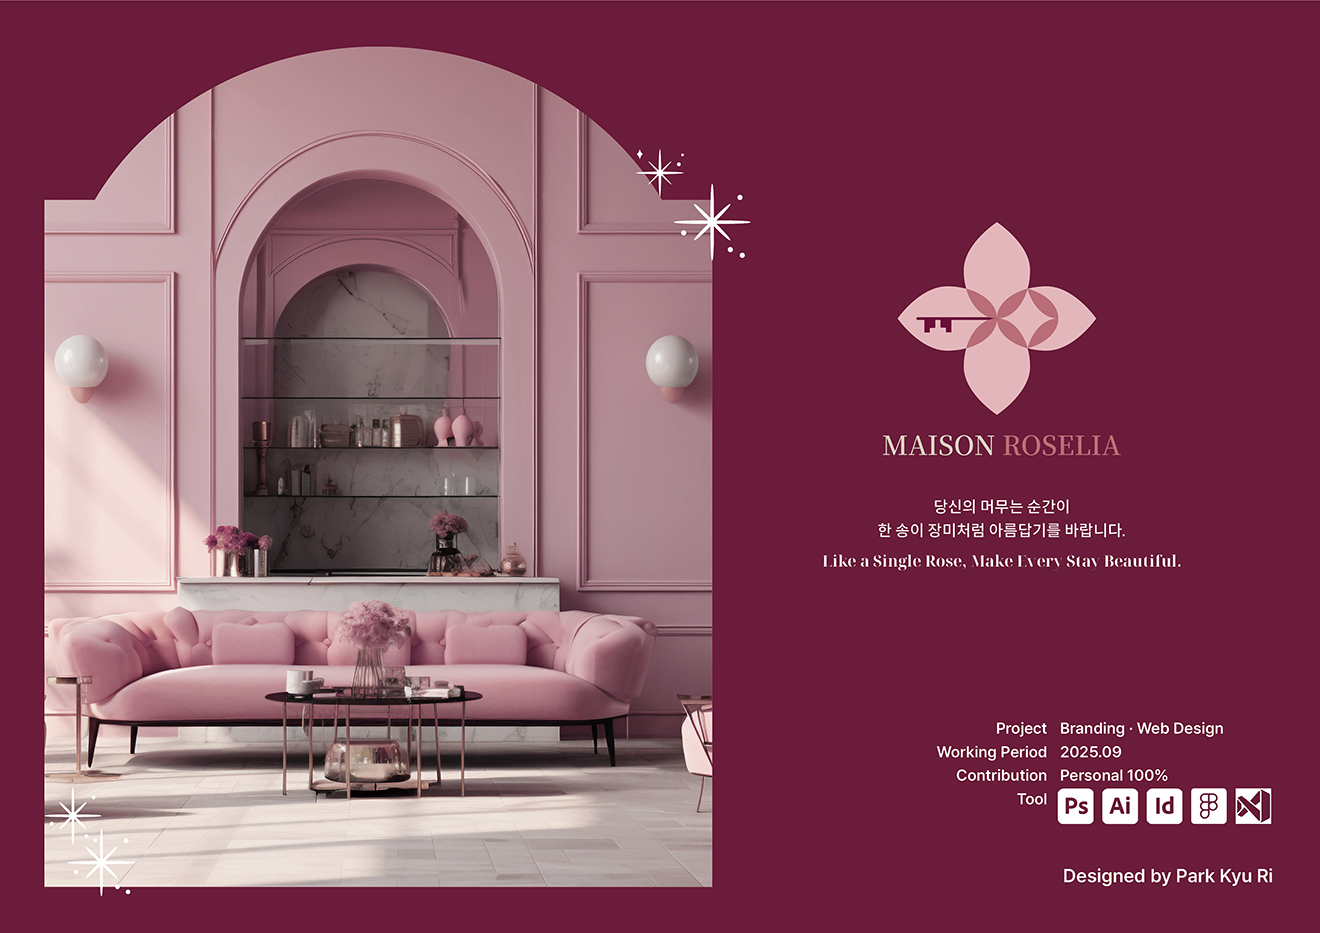 MAISON ROSELIA
당신의 머무는 순간이
한 송이 장미처럼 아름답기를 바랍니다.
Like a Single Rose, Make Every Stay Beautiful.
Project Branding · Web Design
Working Period 2025.09
Contribution Personal 100%
Tool Ps Ai Id
Designed by Park Kyu Ri